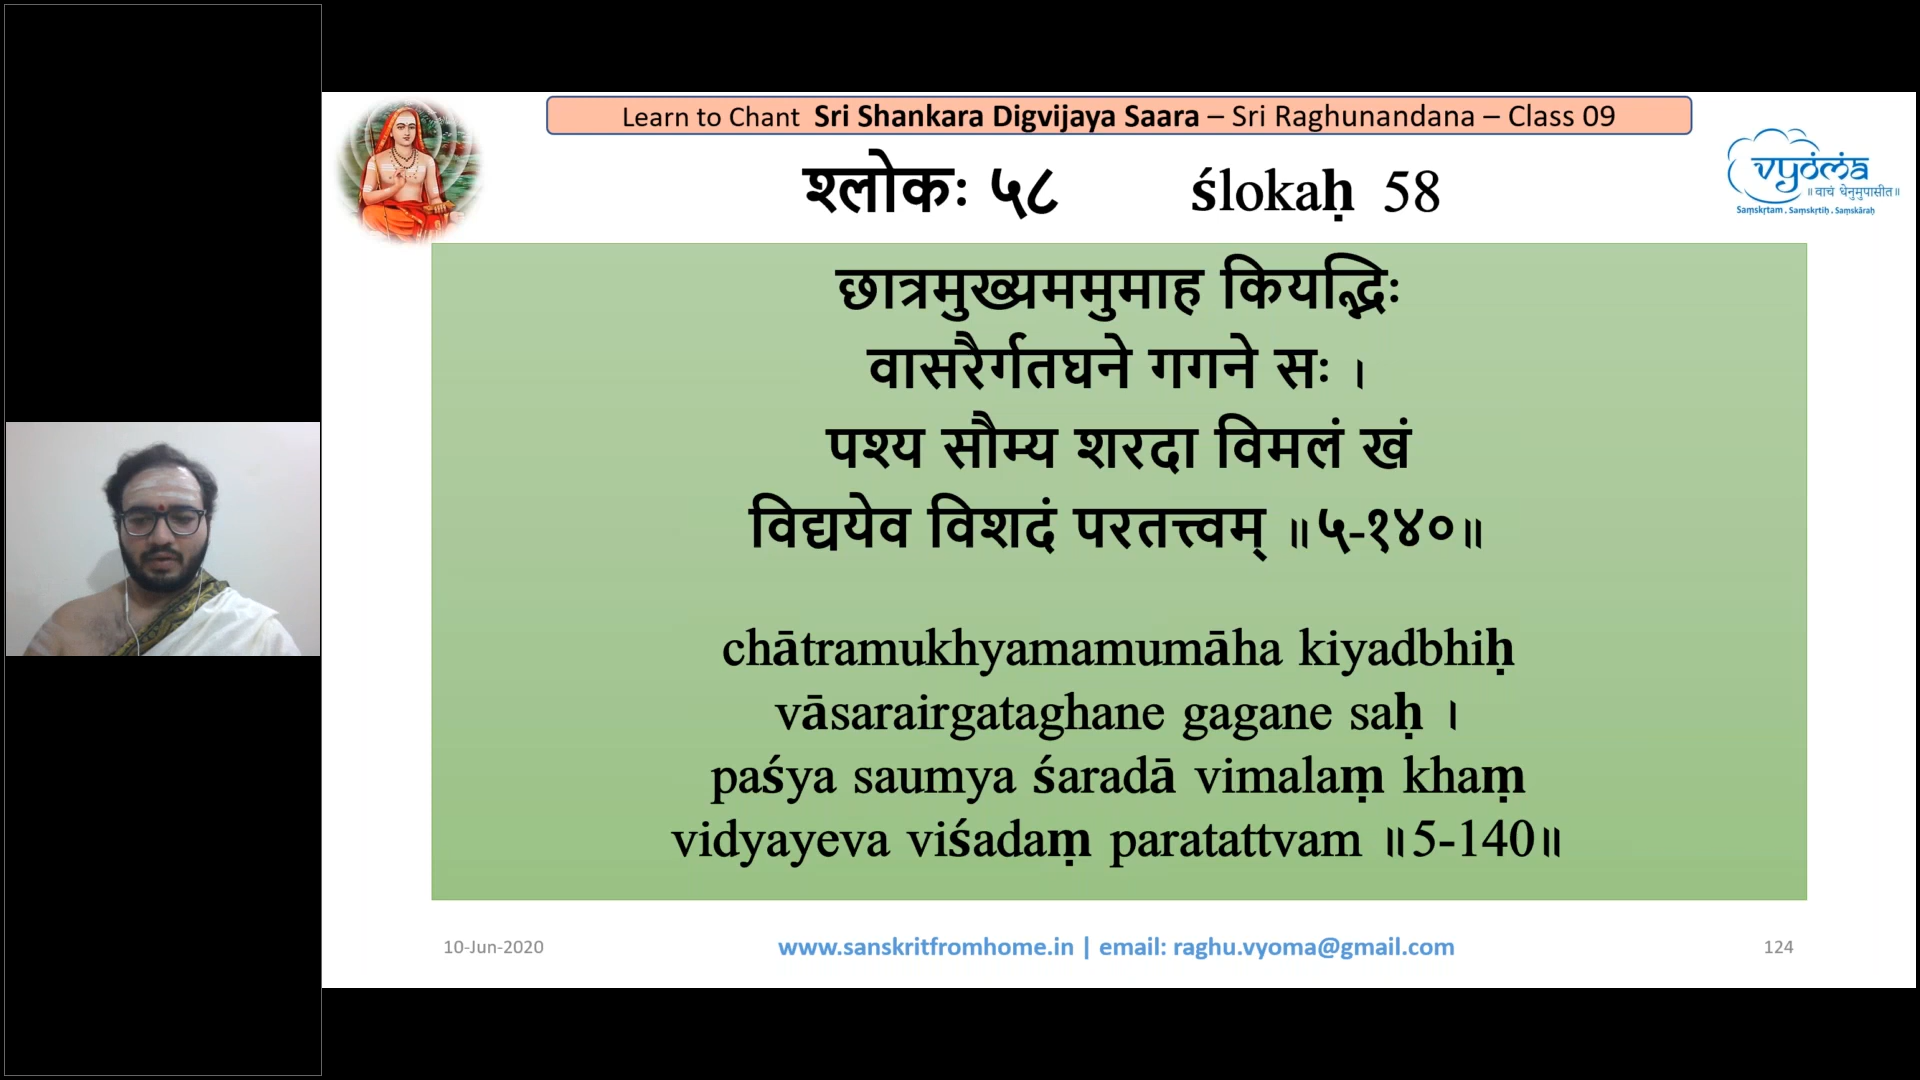 Learn to Chant Sri Shankara Digvijaya Saara – Sri Raghunandana – Class 09
श्लोकः ५८ ślokaḥ 58
vyoma
॥ वाचं धेनुमुपासीत॥
Saṃskṛtam . Saṃskṛtiḥ . Saṃskāraḥ
छात्रमुख्यममुमाह कियद्भिः
वासरैर्गतघने गगने सः ।
पश्य सौम्य शरदा विमलं खं
विद्ययेव विशदं परतत्त्वम् ॥५-१४०॥
chātramukhyamamumāha kiyadbhiḥ
vāsarairgataghane gagane saḥ ।
paśya saumya śaradā vimalaṃ khaṃ
vidyayeva viśadaṃ paratattvam ॥5-140॥
10-Jun-2020 www.sanskritfromhome.in | email: raghu.vyoma@gmail.com 124